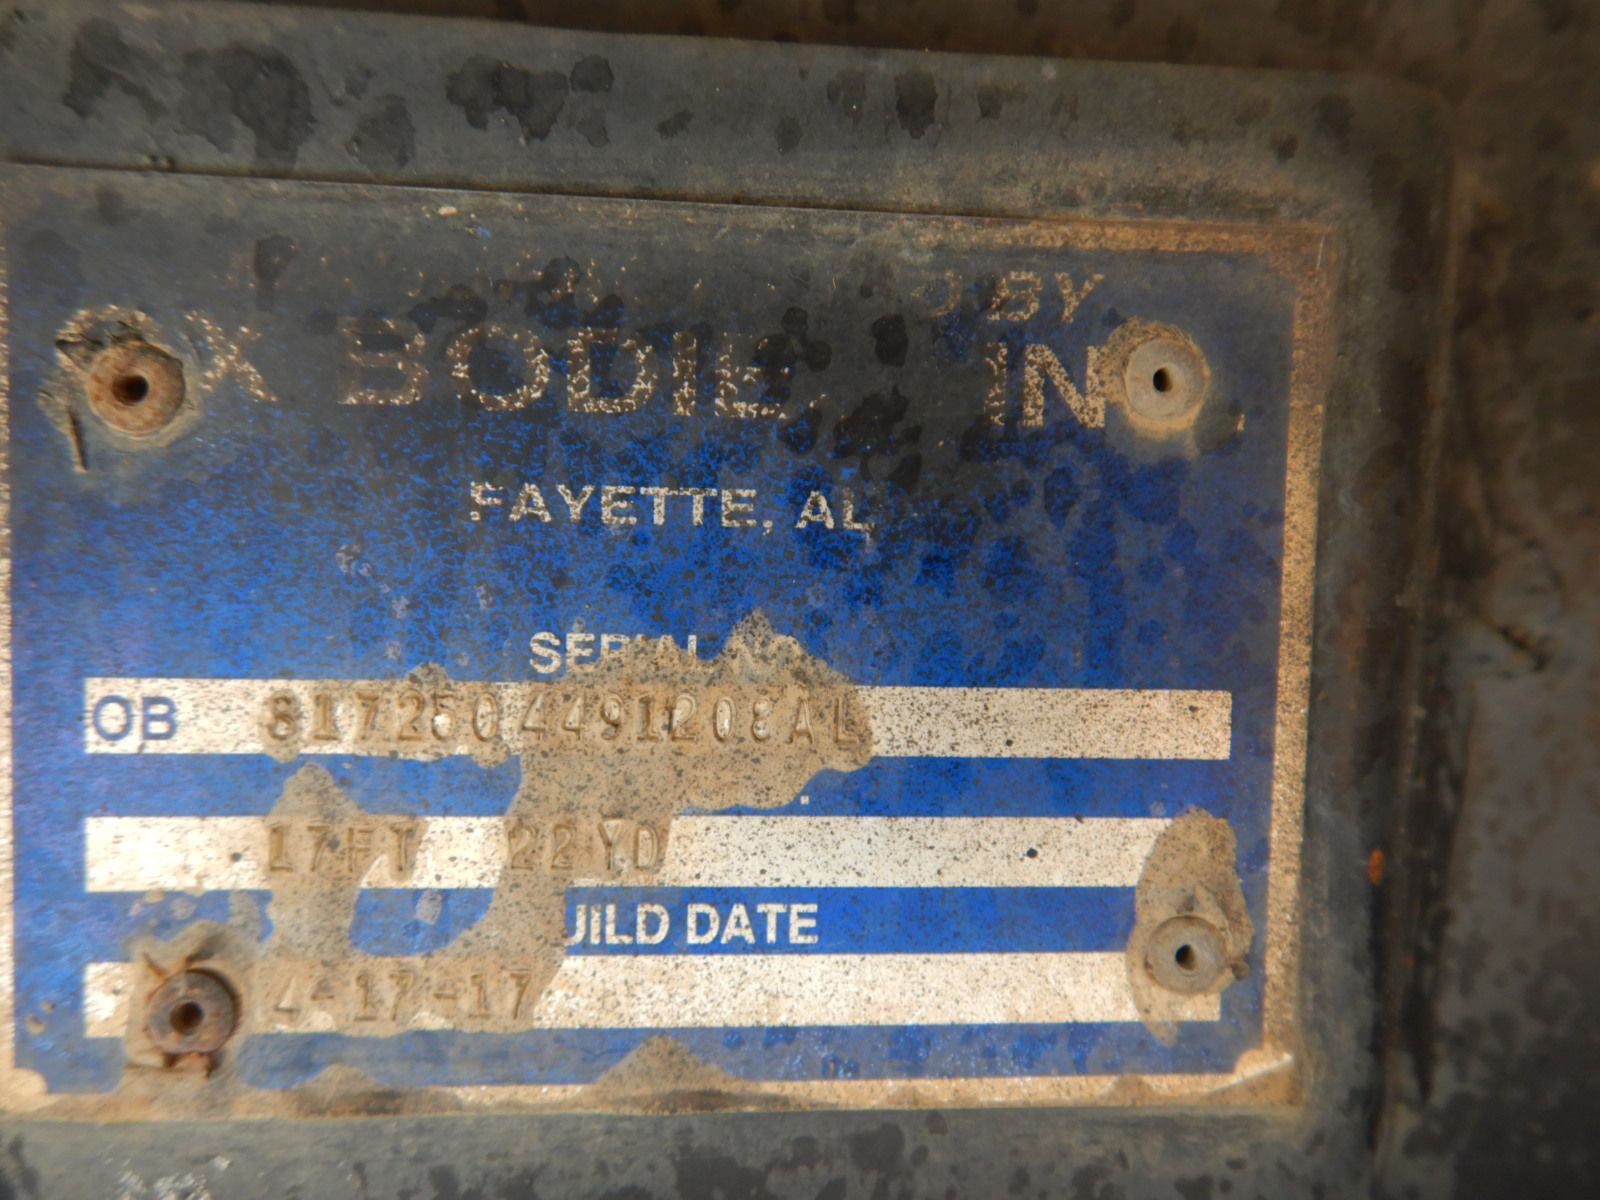 BY
X BODIE IN
FAYETTE, AL
SERIAL
OB 8172504491208AL
17FT 22YD
UILD DATE
4-17-17